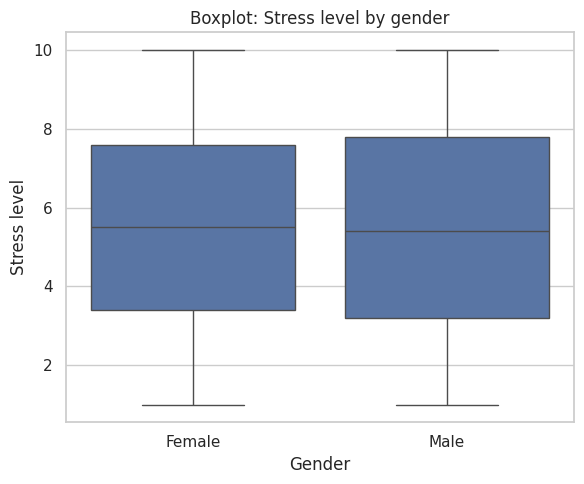 Boxplot: Stress level by gender
10
8
6
4
2
Stress level
Female
Male
Gender